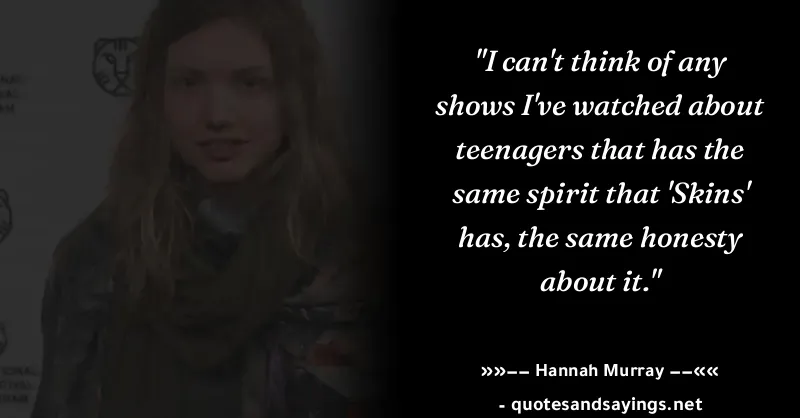 "I can't think of any
shows I've watched about
teenagers that has the
same spirit that 'Skins'
has, the same honesty
about it."
»»−− Hannah Murray −−««
- quotesandsayings.net